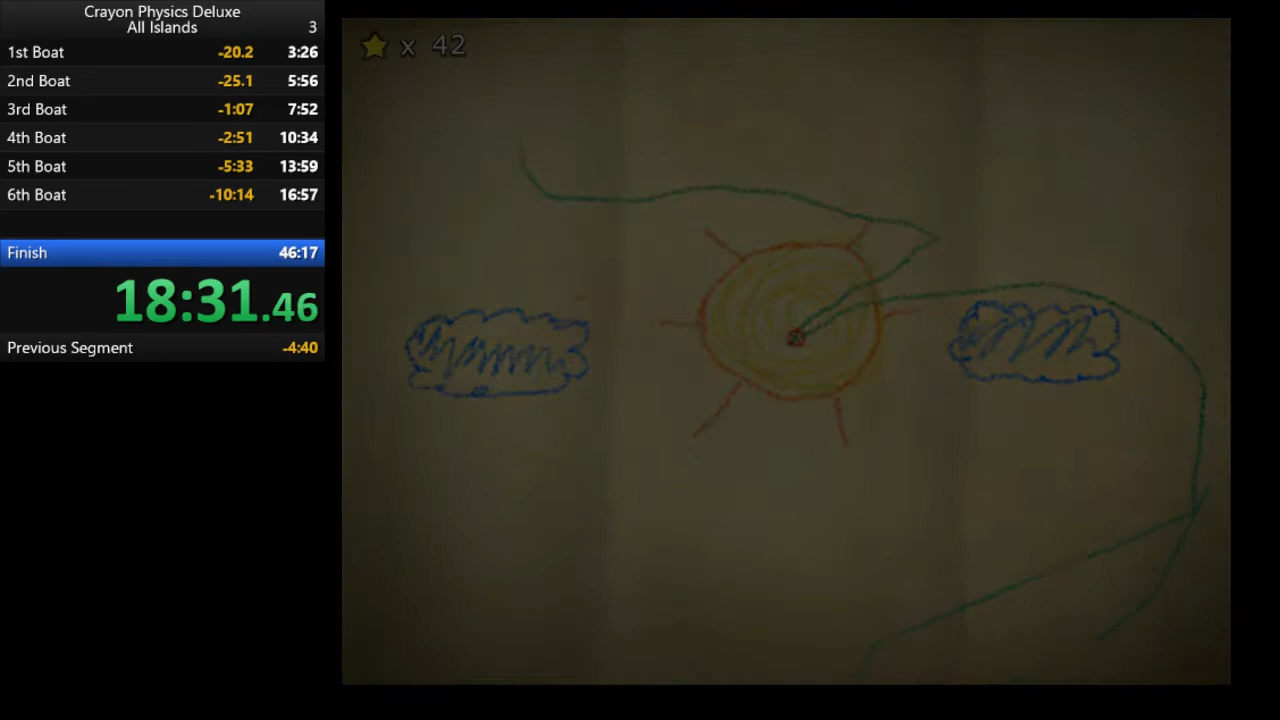 Crayon Physics Deluxe
All Islands 3
1st Boat -20.2 3:26
2nd Boat -25.1 5:56
3rd Boat -1:07 7:52
4th Boat -2:51 10:34
5th Boat -5:33 13:59
6th Boat -10:14 16:57
Finish 46:17
18:31.46
Previous Segment -4:40
x 42